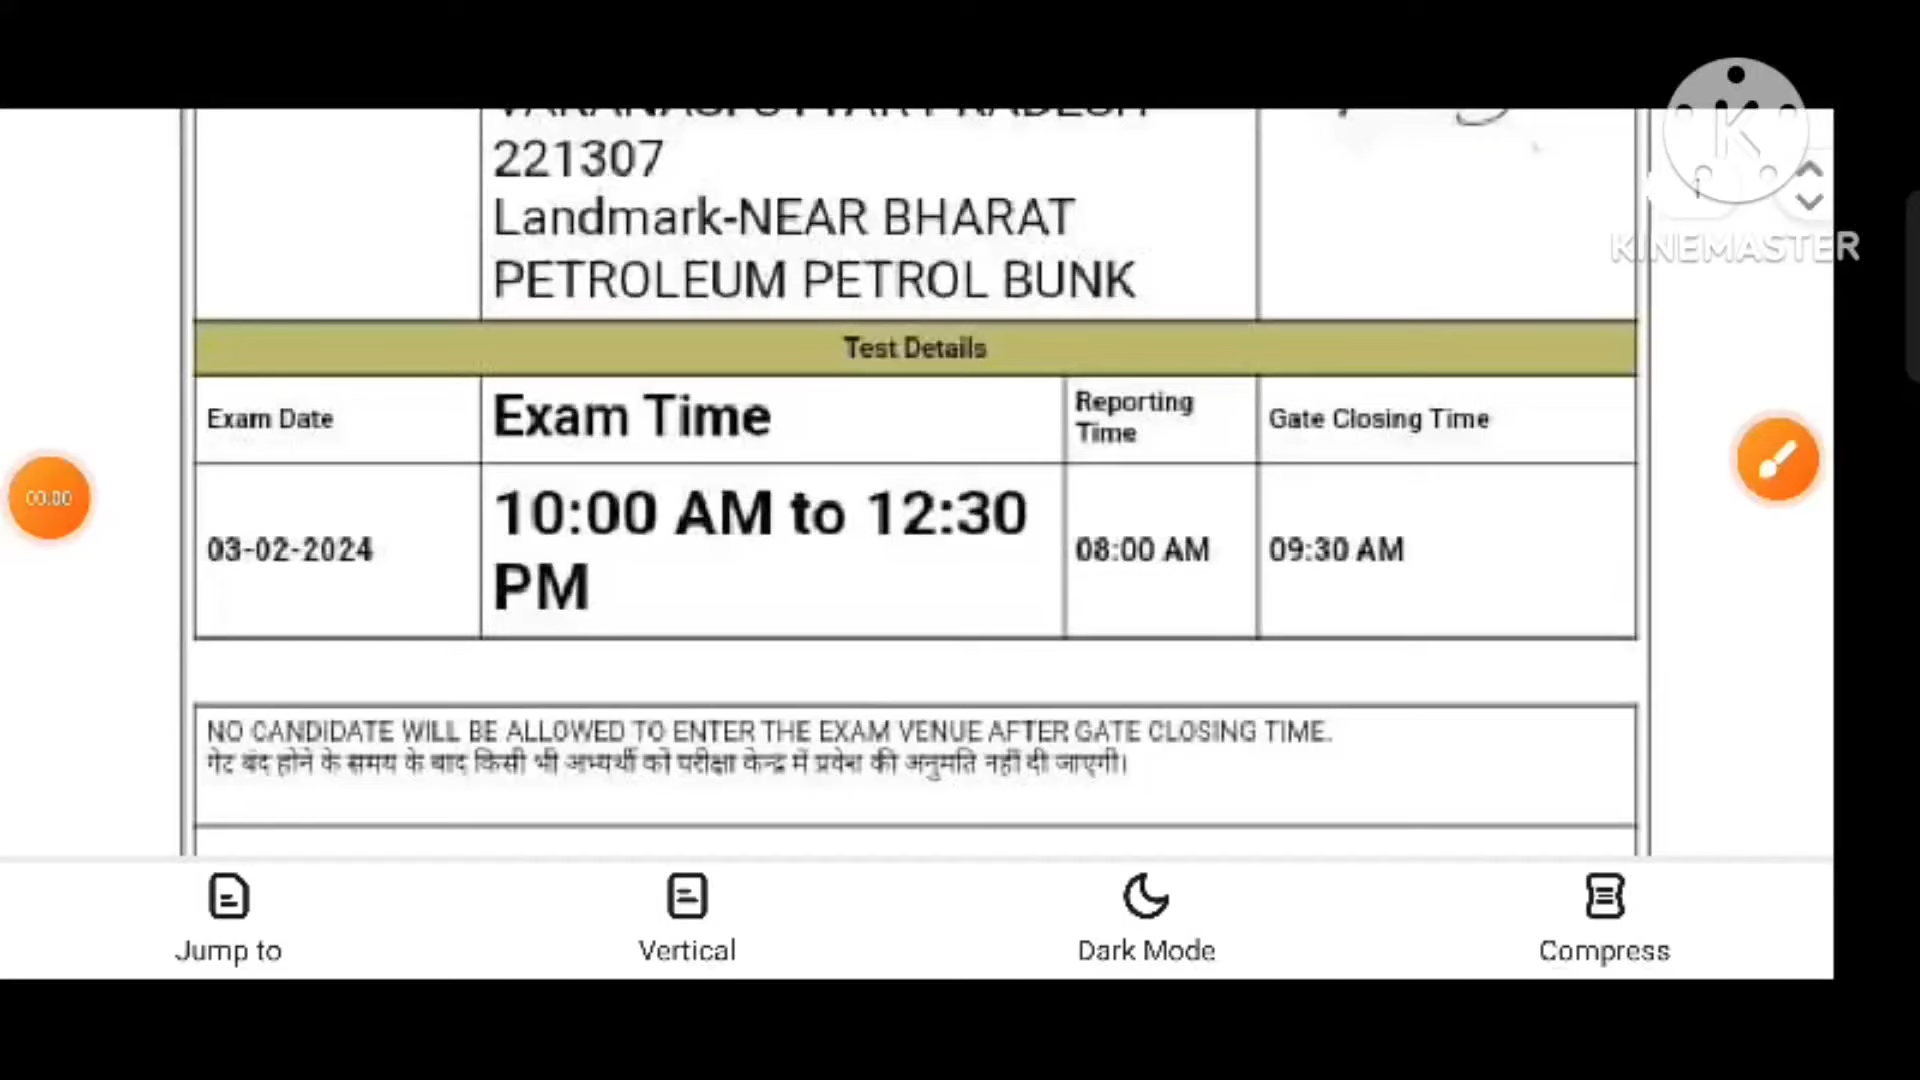 VARANASI UTTAR PRADESH
221307
Landmark-NEAR BHARAT
PETROLEUM PETROL BUNK
KINEMASTER
Test Details
Exam Date
Exam Time
Reporting
Time
Gate Closing Time
03-02-2024
10:00 AM to 12:30
PM
08:00 AM
09:30 AM
00:00
NO CANDIDATE WILL BE ALLOWED TO ENTER THE EXAM VENUE AFTER GATE CLOSING TIME.
गेट बंद होने के समय के बाद किसी भी अभ्यर्थी को परीक्षा केन्द्र में प्रवेश की अनुमति नहीं दी जाएगी।
Jump to
Vertical
Dark Mode
Compress